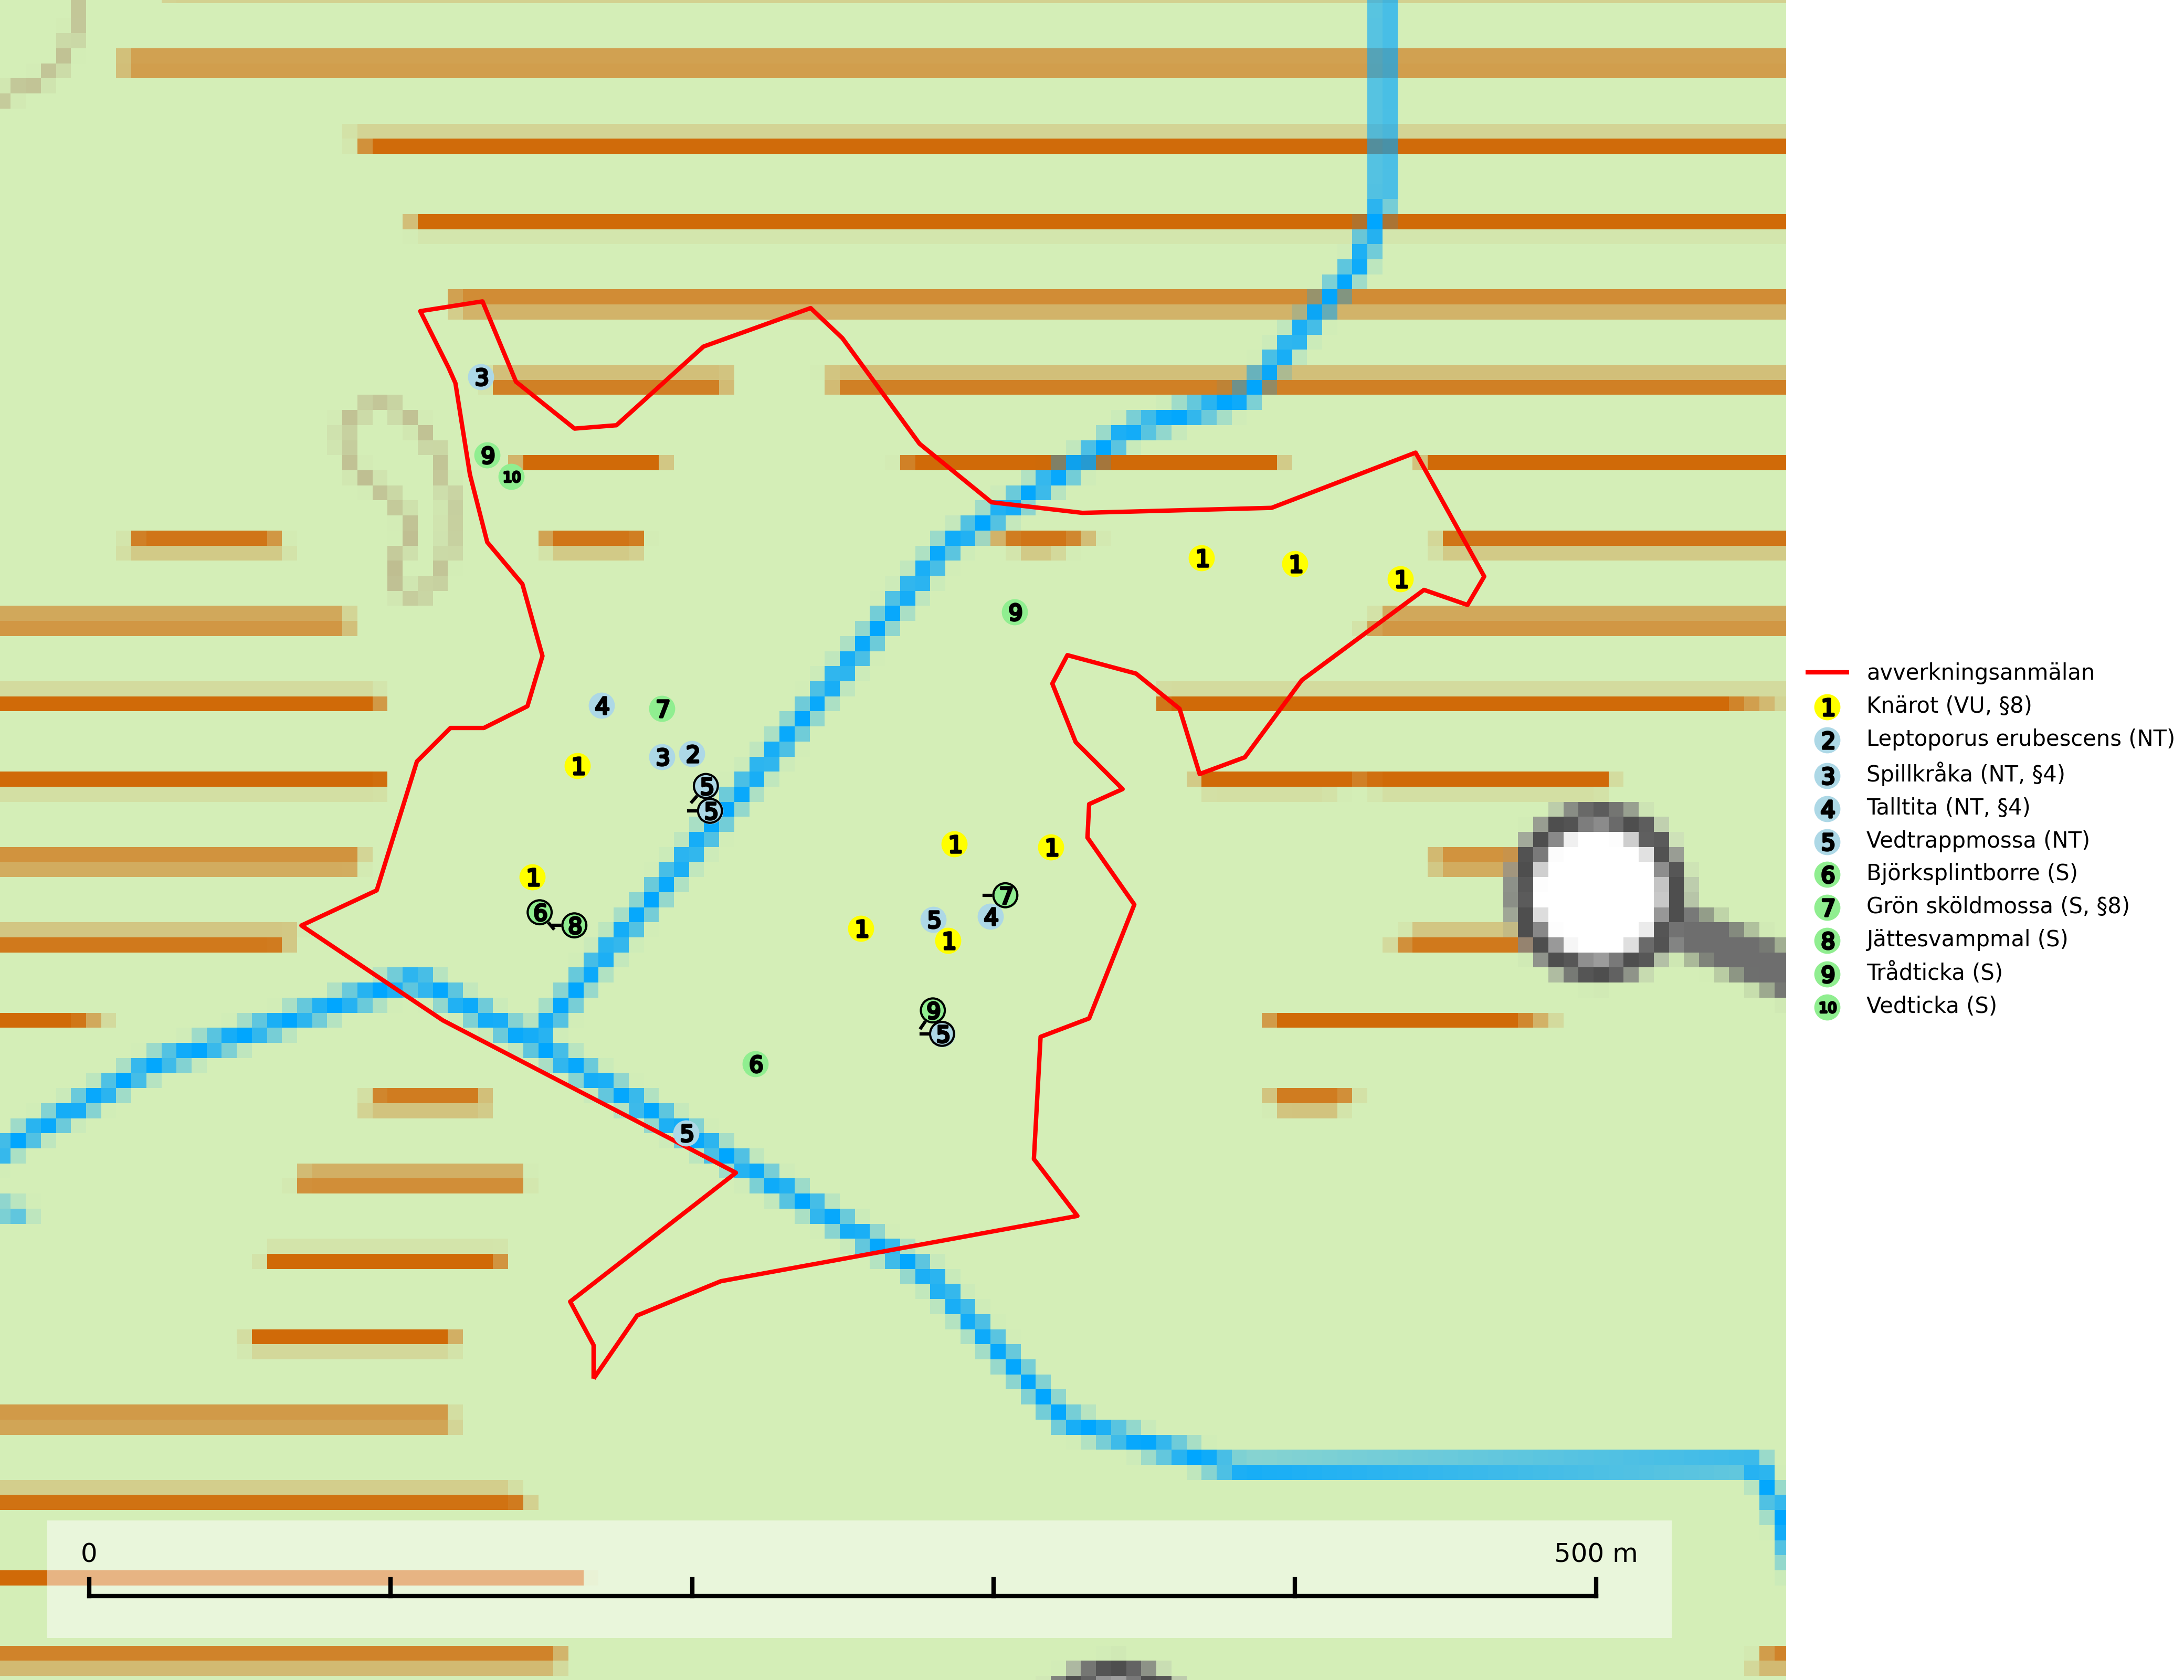 3
9
10
1
1
1
9
4
7
3
2
1
5
5
1
1
1
7
6
8
5
4
1
1
9
5
6
5
avverkningsanmälan
1 Knärot (VU, §8)
2 Leptoporus erubescens (NT)
3 Spillkråka (NT, §4)
4 Talltita (NT, §4)
5 Vedtrappmossa (NT)
6 Björksplintborre (S)
7 Grön sköldmossa (S, §8)
8 Jättesvampmal (S)
9 Trådticka (S)
10 Vedticka (S)
0 500 m